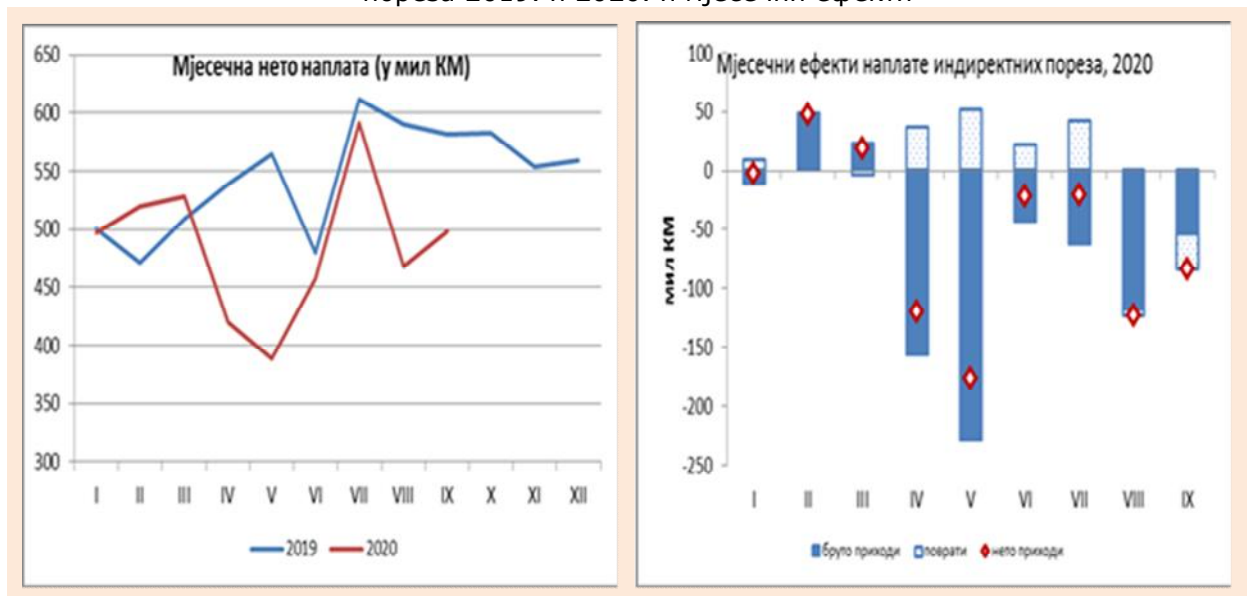 Мјесечна нето наплата (у мил КМ)
650
600
550
500
450
400
350
300
I II III IV V VI VII VIII IX X XI XII
2019 2020
Мјесечни ефекти наплате индиректних пореза, 2020
100
50
0
-50
-100
-150
-200
-250
мил КМ
I II III IV V VI VII VIII IX
бруто приходи поврати нето приходи